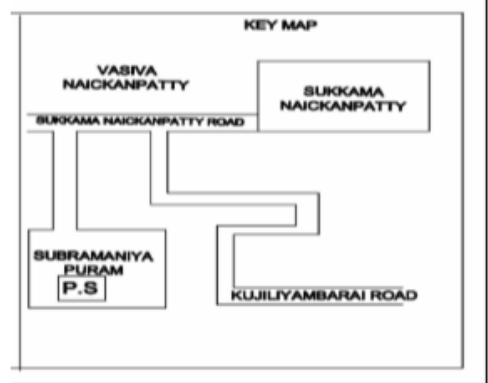 KEY MAP
VASIVA
NAICKANPATTY
SUKKAMA
NAICKANPATTY
SUKKAMA NAICKANPATTY ROAD
SUBRAMANIYA
PURAM
P.S
KUJILIYAMBARAI ROAD